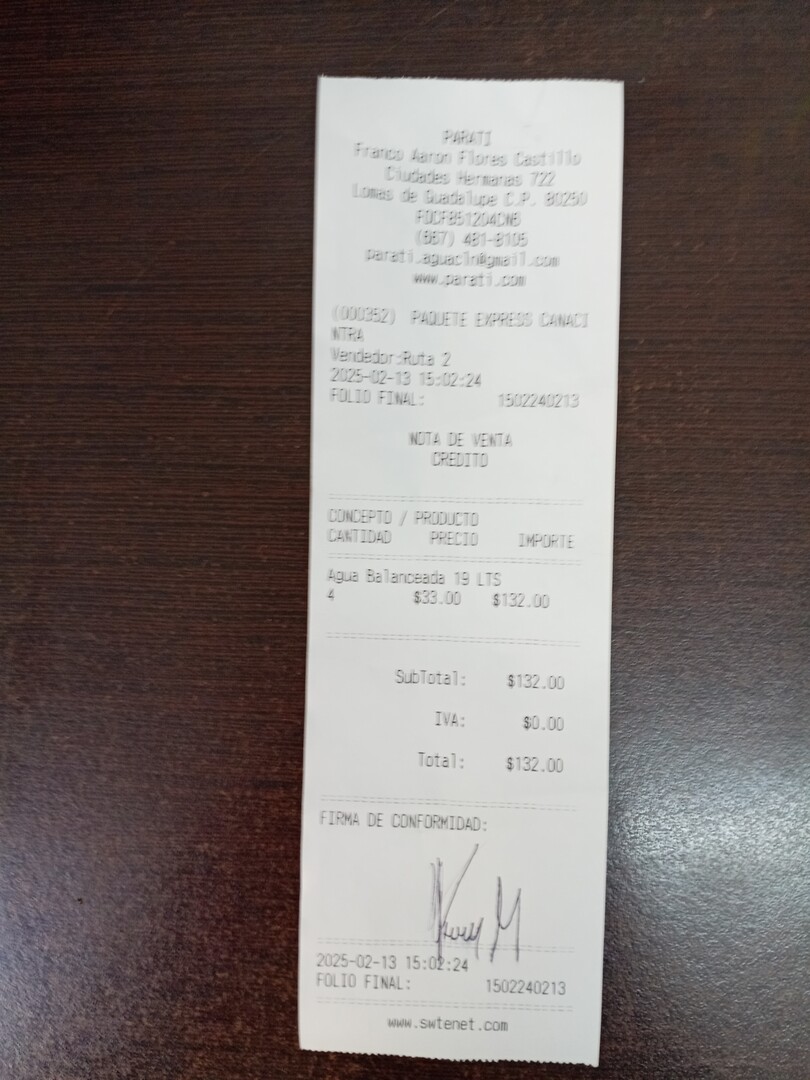 PARATI
Franco Aaron Flores Castillo
Ciudades Hermanas 722
Lomas de Guadalupe C.P. 80250
(667) 481-8105
parati.aguacln@gmail.com
www.parati.com
(000352) PAQUETE EXPRESS CANACI
NTRA
Vendedor:Ruta 2
2025-02-13 15:02:24
FOLIO FINAL: 1502240213
NOTA DE VENTA
CREDITO
CONCEPTO / PRODUCTO
CANTIDAD PRECIO IMPORTE
Agua Balanceada 19 LTS
4 $33.00 $132.00
SubTotal: $132.00
IVA: $0.00
Total: $132.00
FIRMA DE CONFORMIDAD:
2025-02-13 15:02:24
FOLIO FINAL: 1502240213
www.swtenet.com